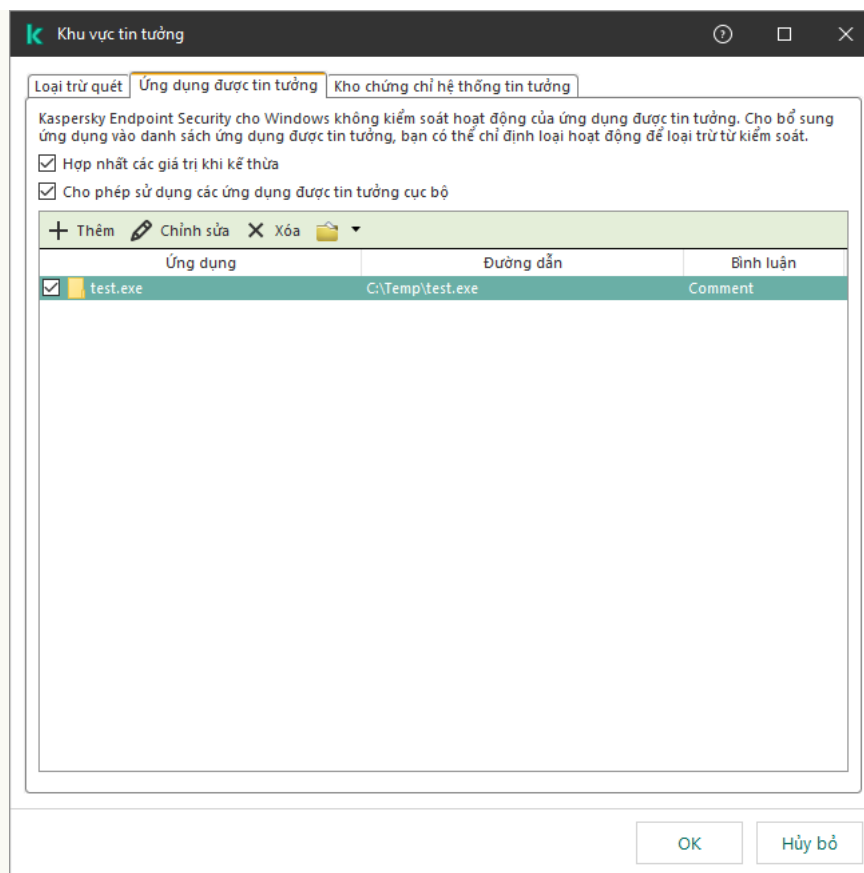 Khu vực tin tưởng
Loại trừ quét Ứng dụng được tin tưởng Kho chứng chỉ hệ thống tin tưởng
Kaspersky Endpoint Security cho Windows không kiểm soát hoạt động của ứng dụng được tin tưởng. Cho bổ sung
ứng dụng vào danh sách ứng dụng được tin tưởng, bạn có thể chỉ định loại hoạt động để loại trừ từ kiểm soát.
Hợp nhất các giá trị khi kế thừa
Cho phép sử dụng các ứng dụng được tin tưởng cục bộ
Thêm Chỉnh sửa Xóa
Ứng dụng Đường dẫn Bình luận
test.exe C:\Temp\test.exe Comment
OK Hủy bỏ